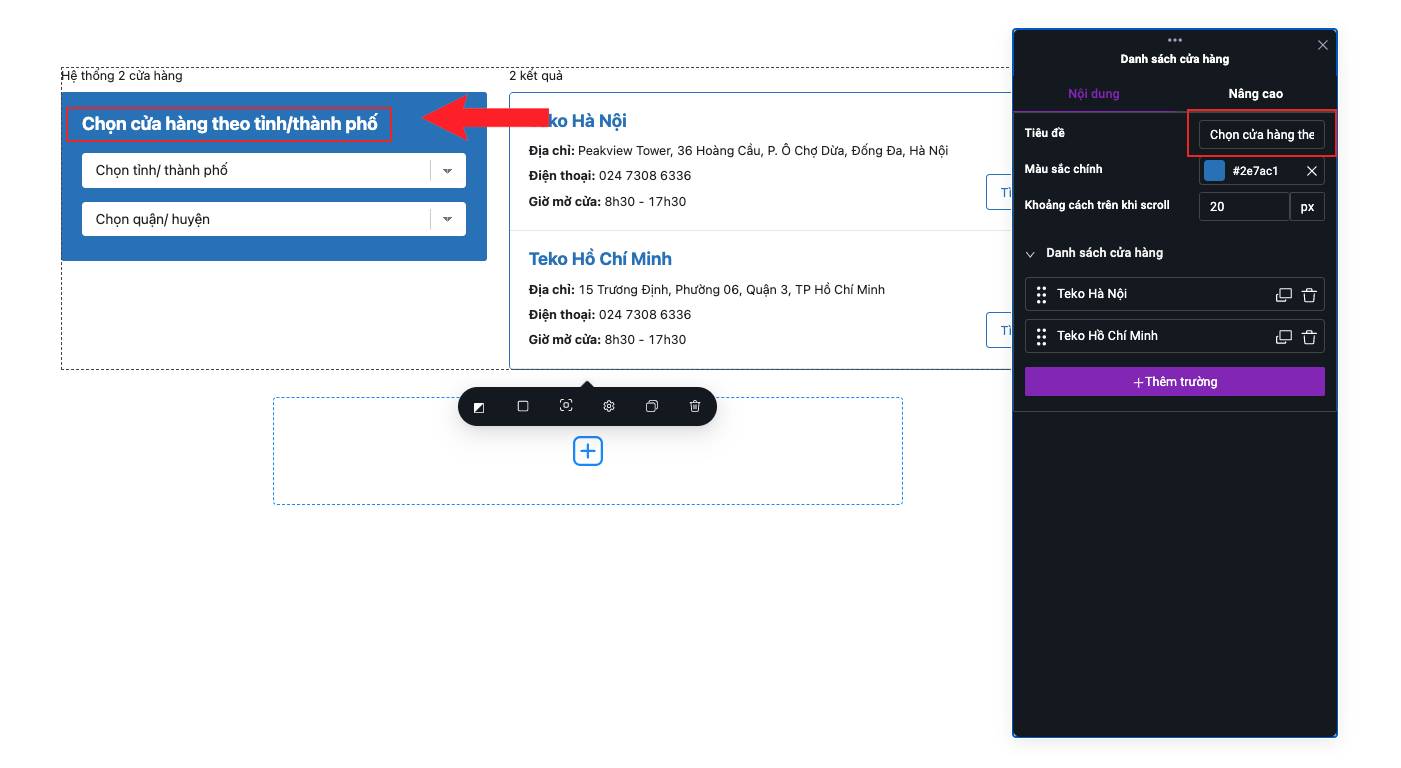 Hệ thống 2 cửa hàng
Chọn cửa hàng theo tỉnh/thành phố
Chọn tỉnh/ thành phố
Chọn quận/ huyện
2 kết quả
Hà Nội
Địa chỉ: Peakview Tower, 36 Hoàng Cầu, P. Ô Chợ Dừa, Đống Đa, Hà Nội
Điện thoại: 024 7308 6336
Giờ mở cửa: 8h30 - 17h30
Teko Hồ Chí Minh
Địa chỉ: 15 Trương Định, Phường 06, Quận 3, TP Hồ Chí Minh
Điện thoại: 024 7308 6336
Giờ mở cửa: 8h30 - 17h30
Danh sách cửa hàng
Nội dung
Nâng cao
Tiêu đề
Chọn cửa hàng the
Màu sắc chính
#2e7ac1
Khoảng cách trên khi scroll
20
px
Danh sách cửa hàng
Teko Hà Nội
Teko Hồ Chí Minh
Thêm trường